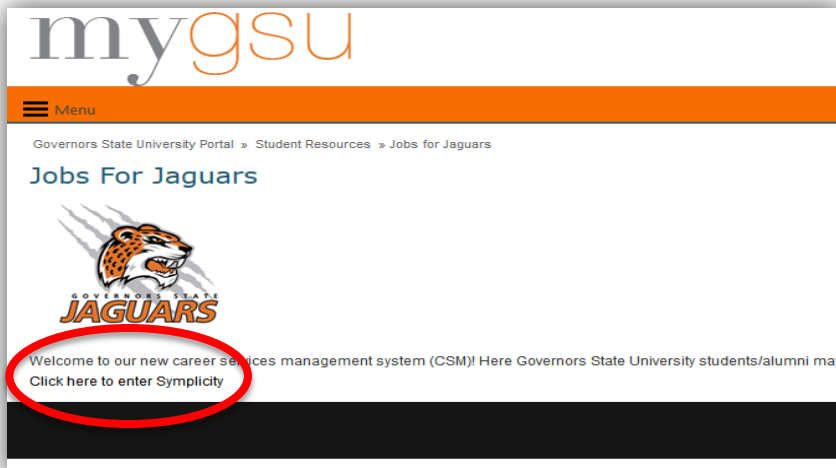 mygsu
Menu
Governors State University Portal » Student Resources » Jobs for Jaguars
Jobs For Jaguars
GOVERNORS STATE
JAGUARS
Welcome to our new career services management system (CSM)! Here Governors State University students/alumni ma
Click here to enter Symplicity